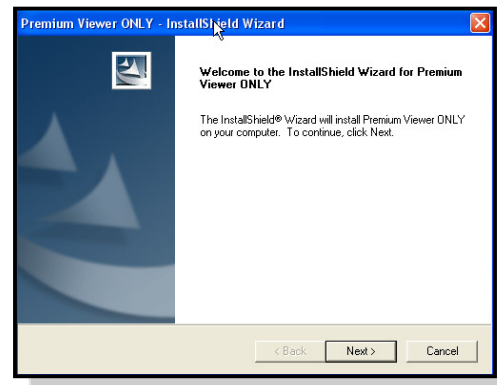 Premium Viewer ONLY - InstallShield Wizard
Welcome to the InstallShield Wizard for Premium
Viewer ONLY
The InstallShield® Wizard will install Premium Viewer ONLY
on your computer. To continue, click Next.
< Back
Next >
Cancel